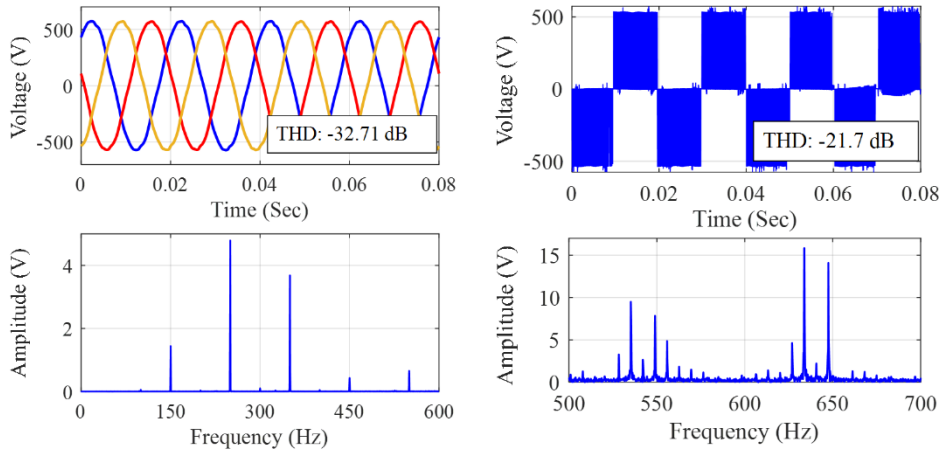 Voltage (V)
500
0
-500
THD: -32.71 dB
0 0.02 0.04 0.06 0.08
Time (Sec)
Voltage (V)
500
0
-500
THD: -21.7 dB
0 0.02 0.04 0.06 0.08
Time (Sec)
Amplitude (V)
4
2
0
0 150 300 450 600
Frequency (Hz)
Amplitude (V)
15
10
5
0
500 550 600 650 700
Frequency (Hz)